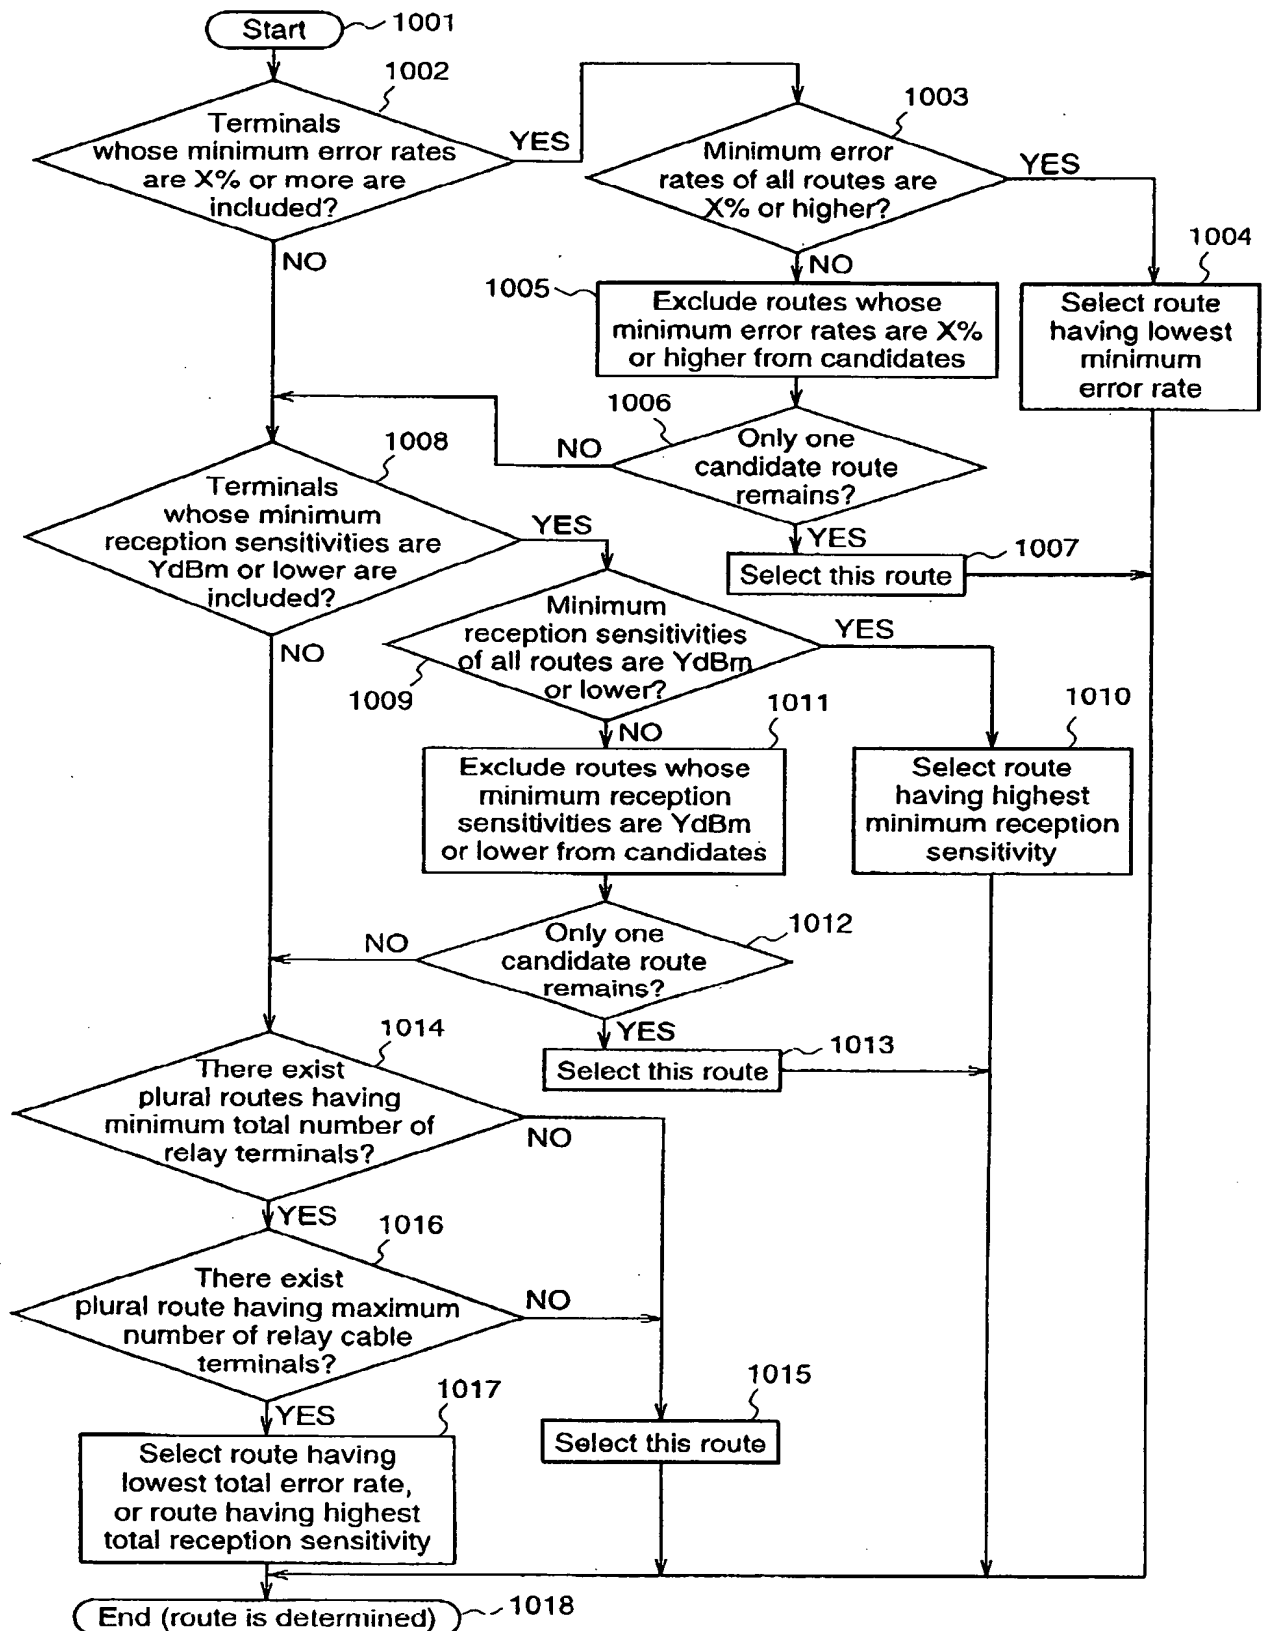 Start
1001
1002
Terminals
whose minimum error rates
are X% or more are
included?
YES
NO
1003
Minimum error
rates of all routes are
X% or higher?
YES
NO
1004
Select route
having lowest
minimum
error rate
1005
Exclude routes whose
minimum error rates are X%
or higher from candidates
1006
Only one
candidate route
remains?
NO
YES
1007
Select this route
1008
Terminals
whose minimum
reception sensitivities are
YdBm or lower are
included?
YES
NO
Minimum
reception sensitivities
of all routes are YdBm
or lower?
1009
YES
NO
1010
Select route
having highest
minimum reception
sensitivity
1011
Exclude routes whose
minimum reception
sensitivities are YdBm
or lower from candidates
1012
Only one
candidate route
remains?
NO
YES
1013
Select this route
1014
There exist
plural routes having
minimum total number of
relay terminals?
NO
YES
1016
There exist
plural route having maximum
number of relay cable
terminals?
NO
YES
1015
Select this route
1017
Select route having
lowest total error rate,
or route having highest
total reception sensitivity
End (route is determined)
1018